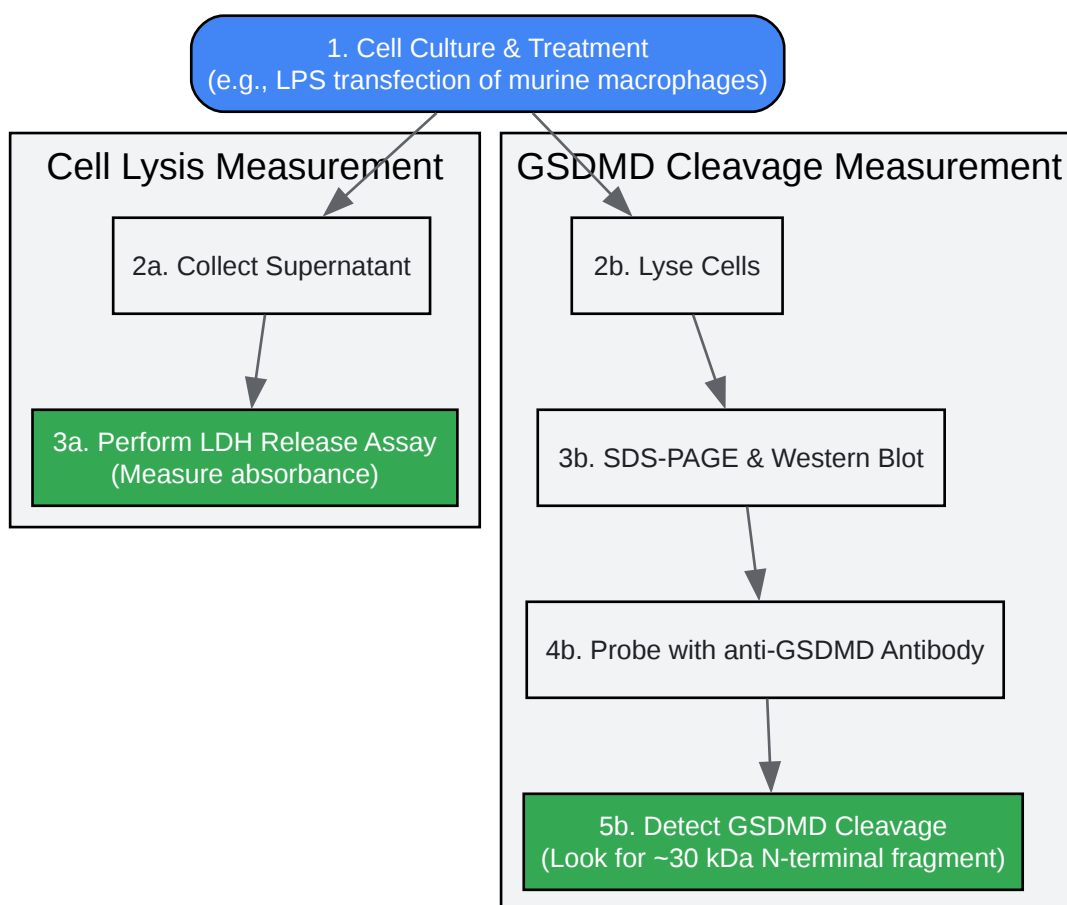 1. Cell Culture & Treatment
(e.g., LPS transfection of murine macrophages)
Cell Lysis Measurement
2a. Collect Supernatant
3a. Perform LDH Release Assay
(Measure absorbance)
GSDMD Cleavage Measurement
2b. Lyse Cells
3b. SDS-PAGE & Western Blot
4b. Probe with anti-GSDMD Antibody
5b. Detect GSDMD Cleavage
(Look for ~30 kDa N-terminal fragment)